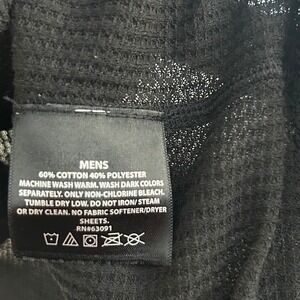 MENS
60% COTTON 40% POLYESTER
MACHINE WASH WARM. WASH DARK COLORS
SEPARATELY. ONLY NON-CHLORINE BLEACH.
TUMBLE DRY LOW. DO NOT IRON/ STEAM
OR DRY CLEAN. NO FABRIC SOFTENER/DRYER
SHEETS.
RN#63091